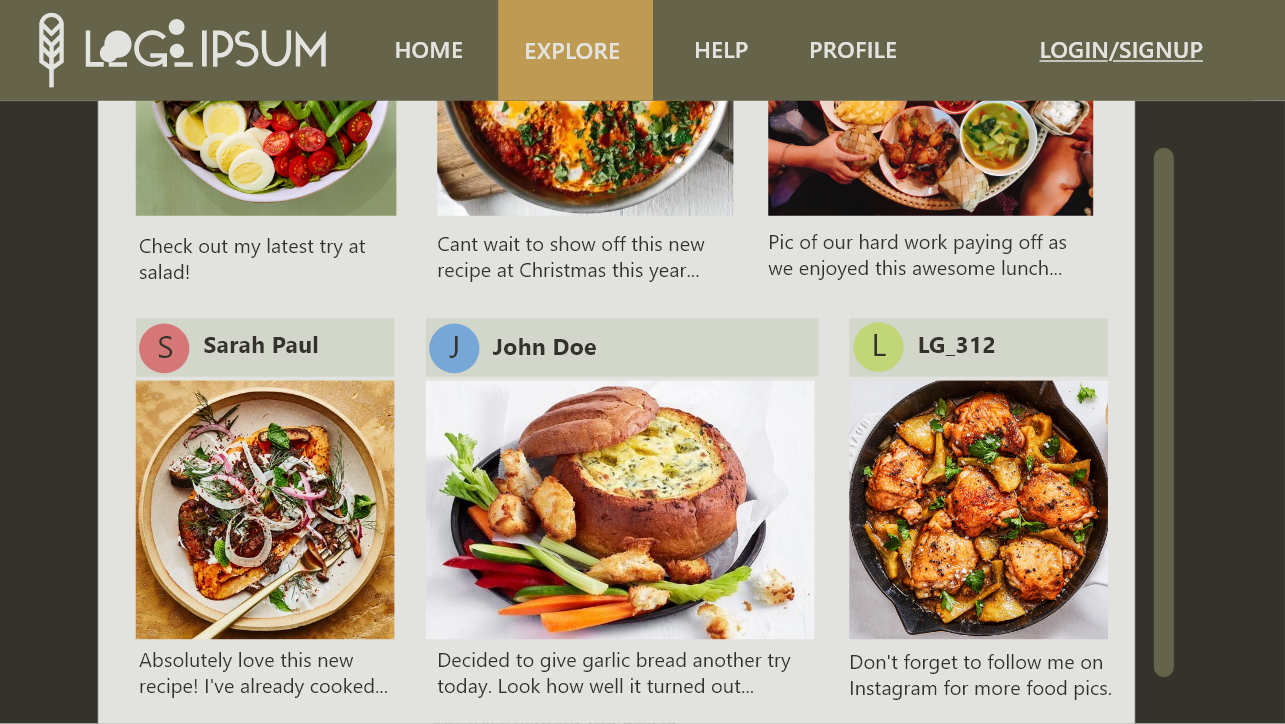 LOGO IPSUM
HOME
EXPLORE
HELP
PROFILE
LOGIN/SIGNUP
Check out my latest try at
salad!
Cant wait to show off this new
recipe at Christmas this year...
Pic of our hard work paying off as
we enjoyed this awesome lunch...
S
Sarah Paul
J
John Doe
L
LG_312
Absolutely love this new
recipe! I've already cooked...
Decided to give garlic bread another try
today. Look how well it turned out...
Don't forget to follow me on
Instagram for more food pics.